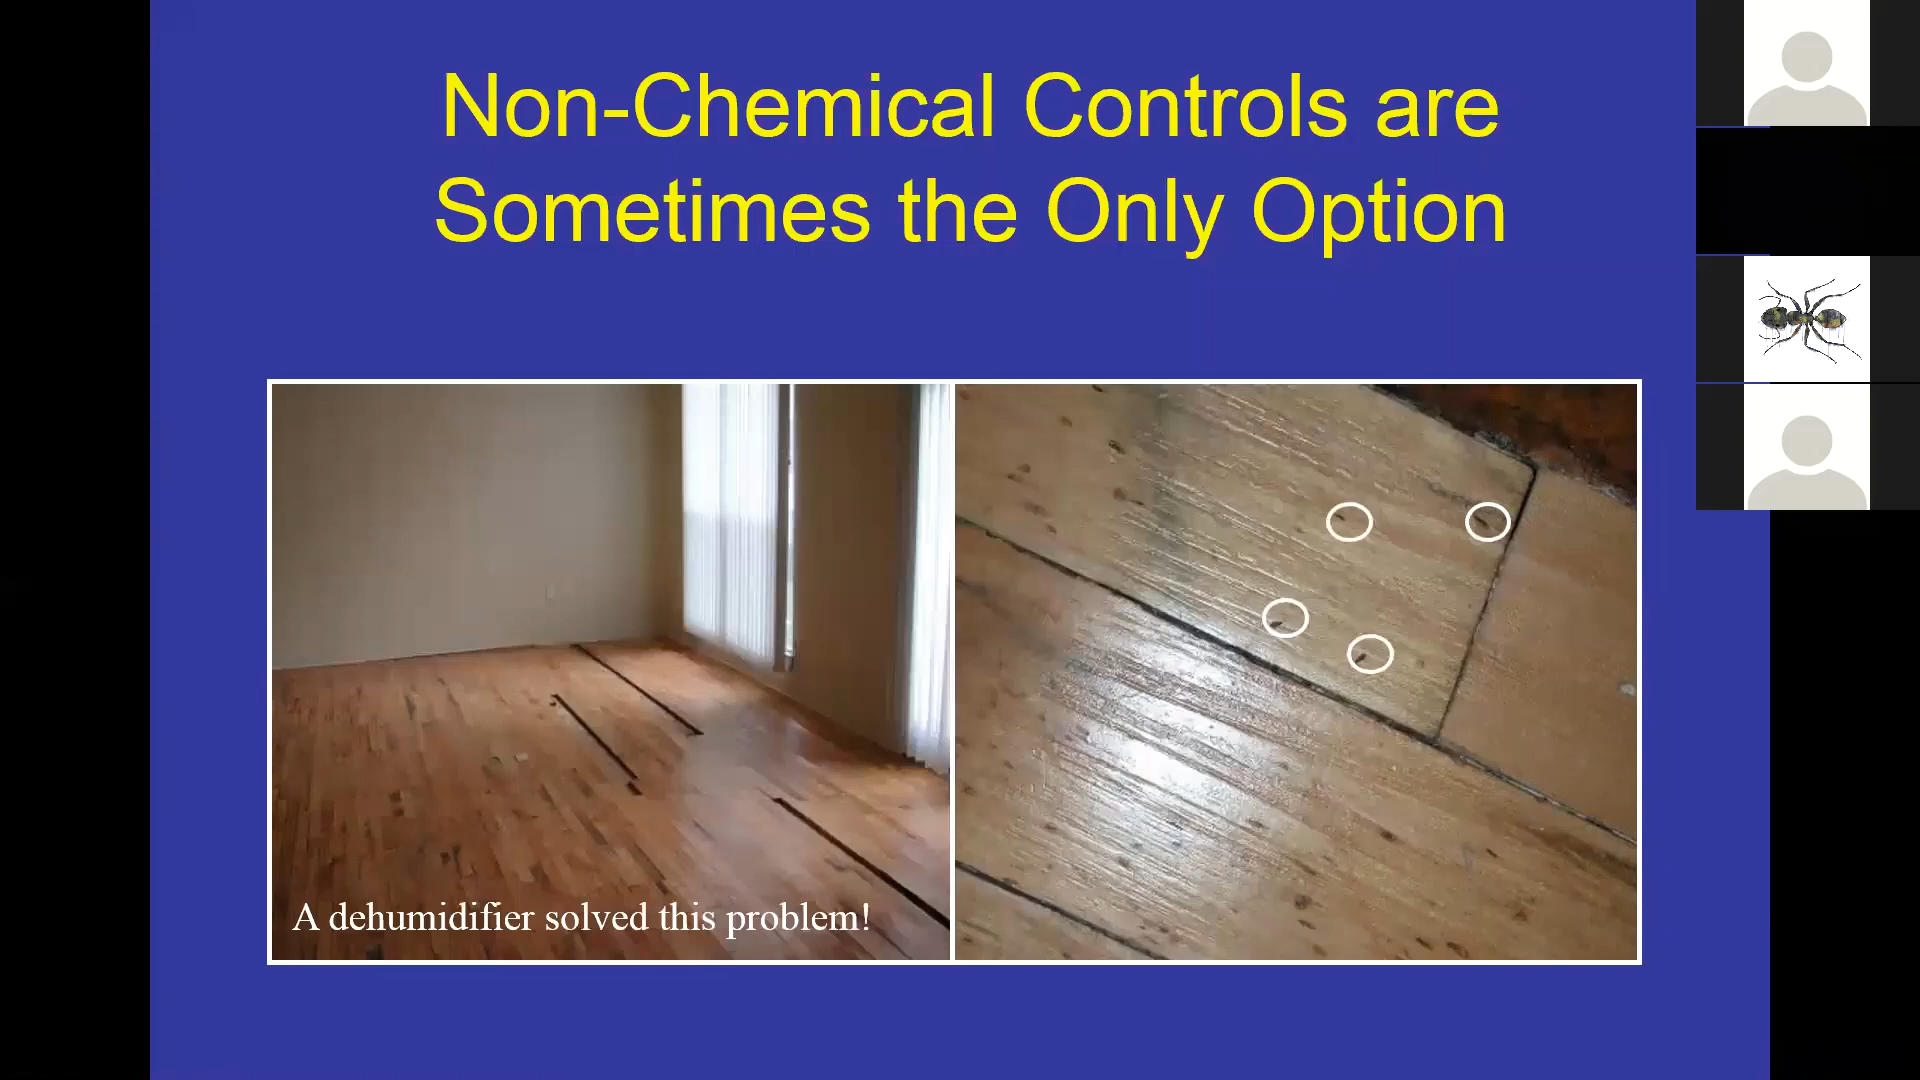 Non-Chemical Controls are
Sometimes the Only Option
A dehumidifier solved this problem!